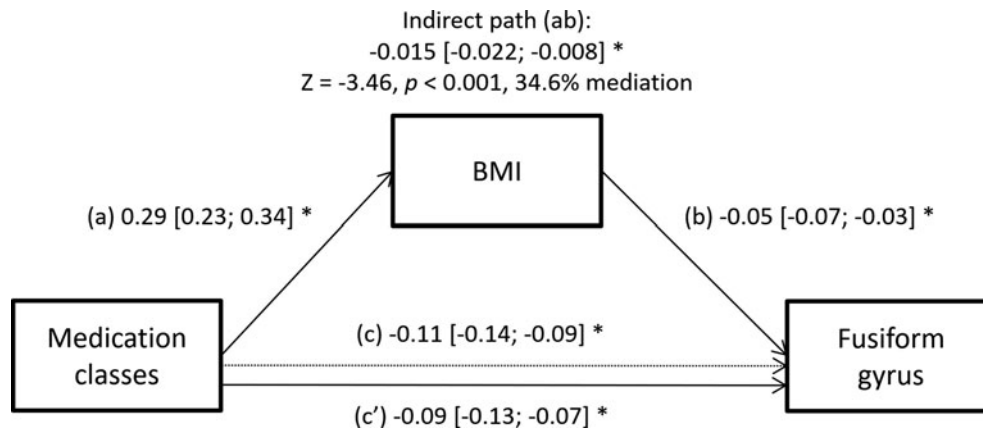 Indirect path (ab):
-0.015 [-0.022; -0.008] *
Z = -3.46, p < 0.001, 34.6% mediation
BMI
(a) 0.29 [0.23; 0.34] *
(b) -0.05 [-0.07; -0.03] *
Medication
classes
(c) -0.11 [-0.14; -0.09] *
(c’) -0.09 [-0.13; -0.07] *
Fusiform
gyrus